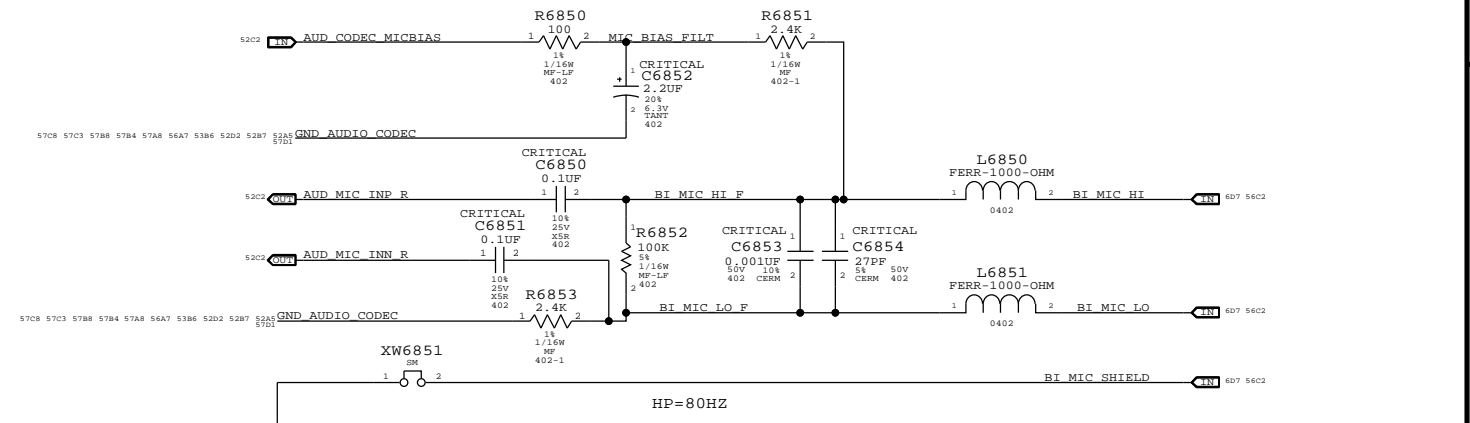 R6850
100
1%
1/16W
MF-LF
402
R6851
2.4K
1%
1/16W
MF
402-1
52C2 IN AUD_CODEC_MICBIAS 1 2 MIC_BIAS_FILT 1 2
1 CRITICAL
+ C6852
2.2UF
20%
2 6.3V
TANT
402
57C8 57C3 57B8 57B4 57A8 56A7 53B6 52D2 52B7 52A5 GND_AUDIO_CODEC
57D1
CRITICAL
C6850
0.1UF
52C2 OUT AUD_MIC_INP_R 1 2 BI_MIC_HI_F
10%
25V
X5R
402
L6850
FERR-1000-OHM
1 2 BI_MIC_HI IN 6D7 56C2
0402
CRITICAL
C6851
0.1UF
52C2 OUT AUD_MIC_INN_R 1 2
10%
25V
X5R
402
1
R6852
100K
5%
1/16W
MF-LF
2 402
CRITICAL 1
C6853
0.001UF
50V 10% 2
402 CERM
1 CRITICAL
C6854
27PF
2 5% 50V
CERM 402
L6851
FERR-1000-OHM
BI_MIC_LO_F 1 2 BI_MIC_LO IN 6D7 56C2
0402
R6853
2.4K
57C8 57C3 57B8 57B4 57A8 56A7 53B6 52D2 52B7 52A5 GND_AUDIO_CODEC 1 2
57D1
1%
1/16W
MF
402-1
XW6851
SM
1 2 BI_MIC_SHIELD IN 6D7 56C2
HP=80HZ